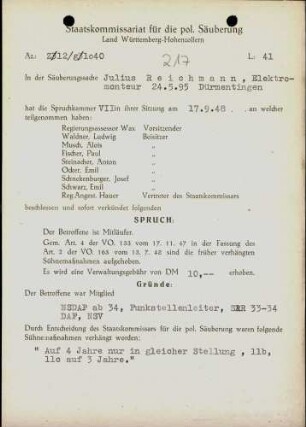 Staatskommissariat für die pol. Säuberung
Land Württemberg-Hohenzollern
Az: 2/12/g/1o40 L: 41
217
In der Säuberungssache Julius Reichmann, Elektro-
monteur 24.5.95 Dürmentingen
hat die Spruchkammer VII in ihrer Sitzung am 17.9.48. an welcher
teilgenommen haben:
Regierungsassessor Wax Vorsitzender
Waldner, Ludwig Beisitzer
Musch, Alois "
Fischer, Paul "
Steinacher, Anton "
Ocker, Emil "
Schreckenburger, Josef "
Schwarz, Emil "
Reg.Angest. Hauer Vertreter des Staatskommissars
beschlossen und sofort verkündet folgenden
SPRUCH:
Der Betroffene ist Mitläufer.
Gem. Art. 4 der VO. 133 vom 17. 11. 47 in der Fassung des
Art. 3 der VO. 165 vom 13. 7. 48 sind die früher verhängten
Sühnemaßnahmen aufgehoben.
Es wird eine Verwaltungsgebühr von DM 10,-- erhoben.
Gründe:
Der Betroffene war Mitglied
NSDAP ab 34, Funkstellenleiter, 33-34
DAF, NSV
Durch Entscheidung des Staatskommissars für die pol. Säuberung waren folgende
Sühnemaßnahmen verhängt worden:
" Auf 4 Jahre nur in gleicher Stellung, 11b,
11c auf 3 Jahre."